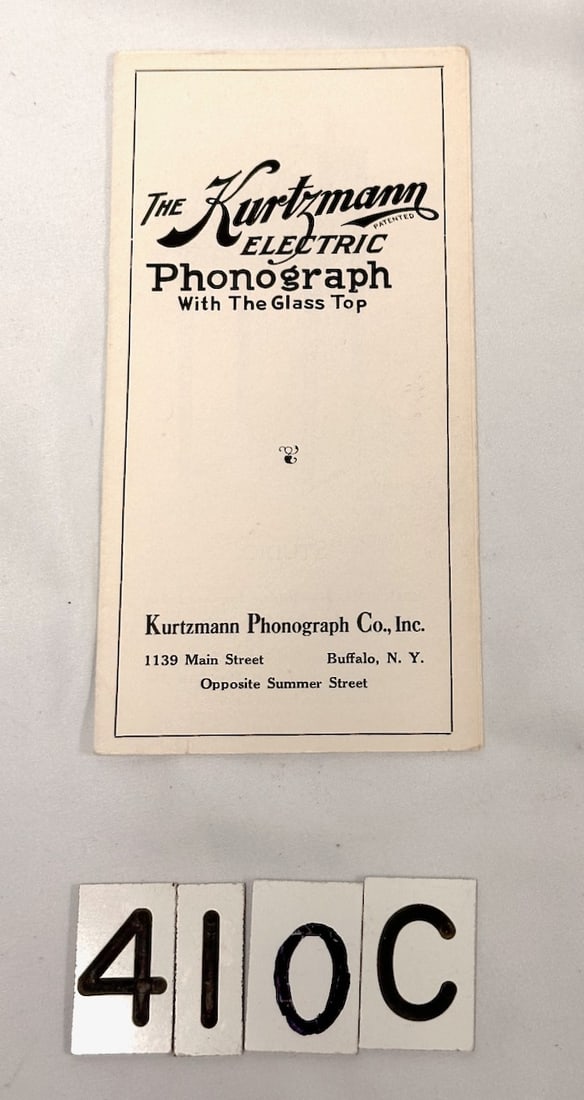 THE Kurtzmann
PATENTED
ELECTRIC
Phonograph
With The Glass Top
Kurtzmann Phonograph Co., Inc.
1139 Main Street Buffalo, N. Y.
Opposite Summer Street
410C